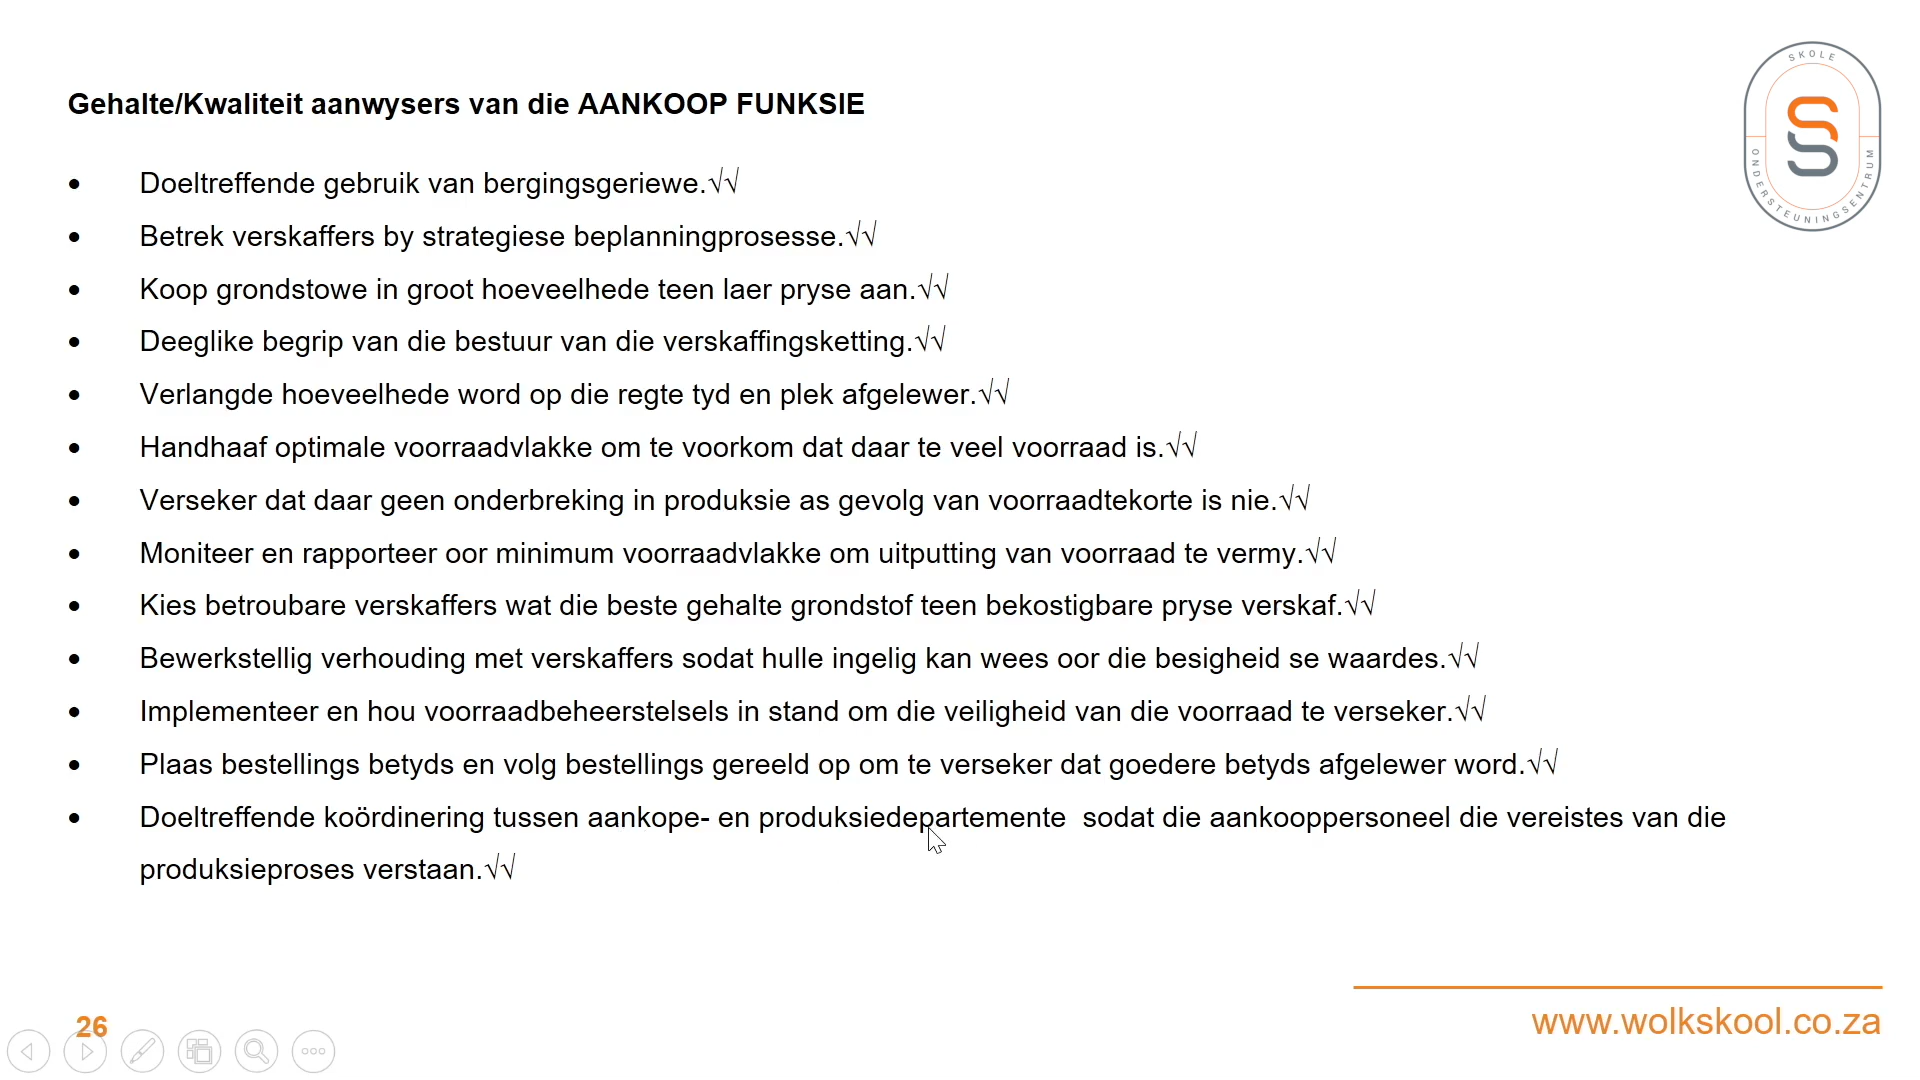 SKOLE
ONDERSTEUNINGSENTRUM
Gehalte/Kwaliteit aanwysers van die AANKOOP FUNKSIE
• Doeltreffende gebruik van bergingsgeriewe.√√
• Betrek verskaffers by strategiese beplanningprosesse.√√
• Koop grondstowe in groot hoeveelhede teen laer pryse aan.√√
• Deeglike begrip van die bestuur van die verskaffingsketting.√√
• Verlangde hoeveelhede word op die regte tyd en plek afgelewer.√√
• Handhaaf optimale voorraadvlakke om te voorkom dat daar te veel voorraad is.√√
• Verseker dat daar geen onderbreking in produksie as gevolg van voorraadtekorte is nie.√√
• Moniteer en rapporteer oor minimum voorraadvlakke om uitputting van voorraad te vermy.√√
• Kies betroubare verskaffers wat die beste gehalte grondstof teen bekostigbare pryse verskaf.√√
• Bewerkstellig verhouding met verskaffers sodat hulle ingelig kan wees oor die besigheid se waardes.√√
• Implementeer en hou voorraadbeheerstelsels in stand om die veiligheid van die voorraad te verseker.√√
• Plaas bestellings betyds en volg bestellings gereeld op om te verseker dat goedere betyds afgelewer word.√√
• Doeltreffende koördinering tussen aankope- en produksiedepartemente sodat die aankooppersoneel die vereistes van die
produksieproses verstaan.√√
26
www.wolkskool.co.za